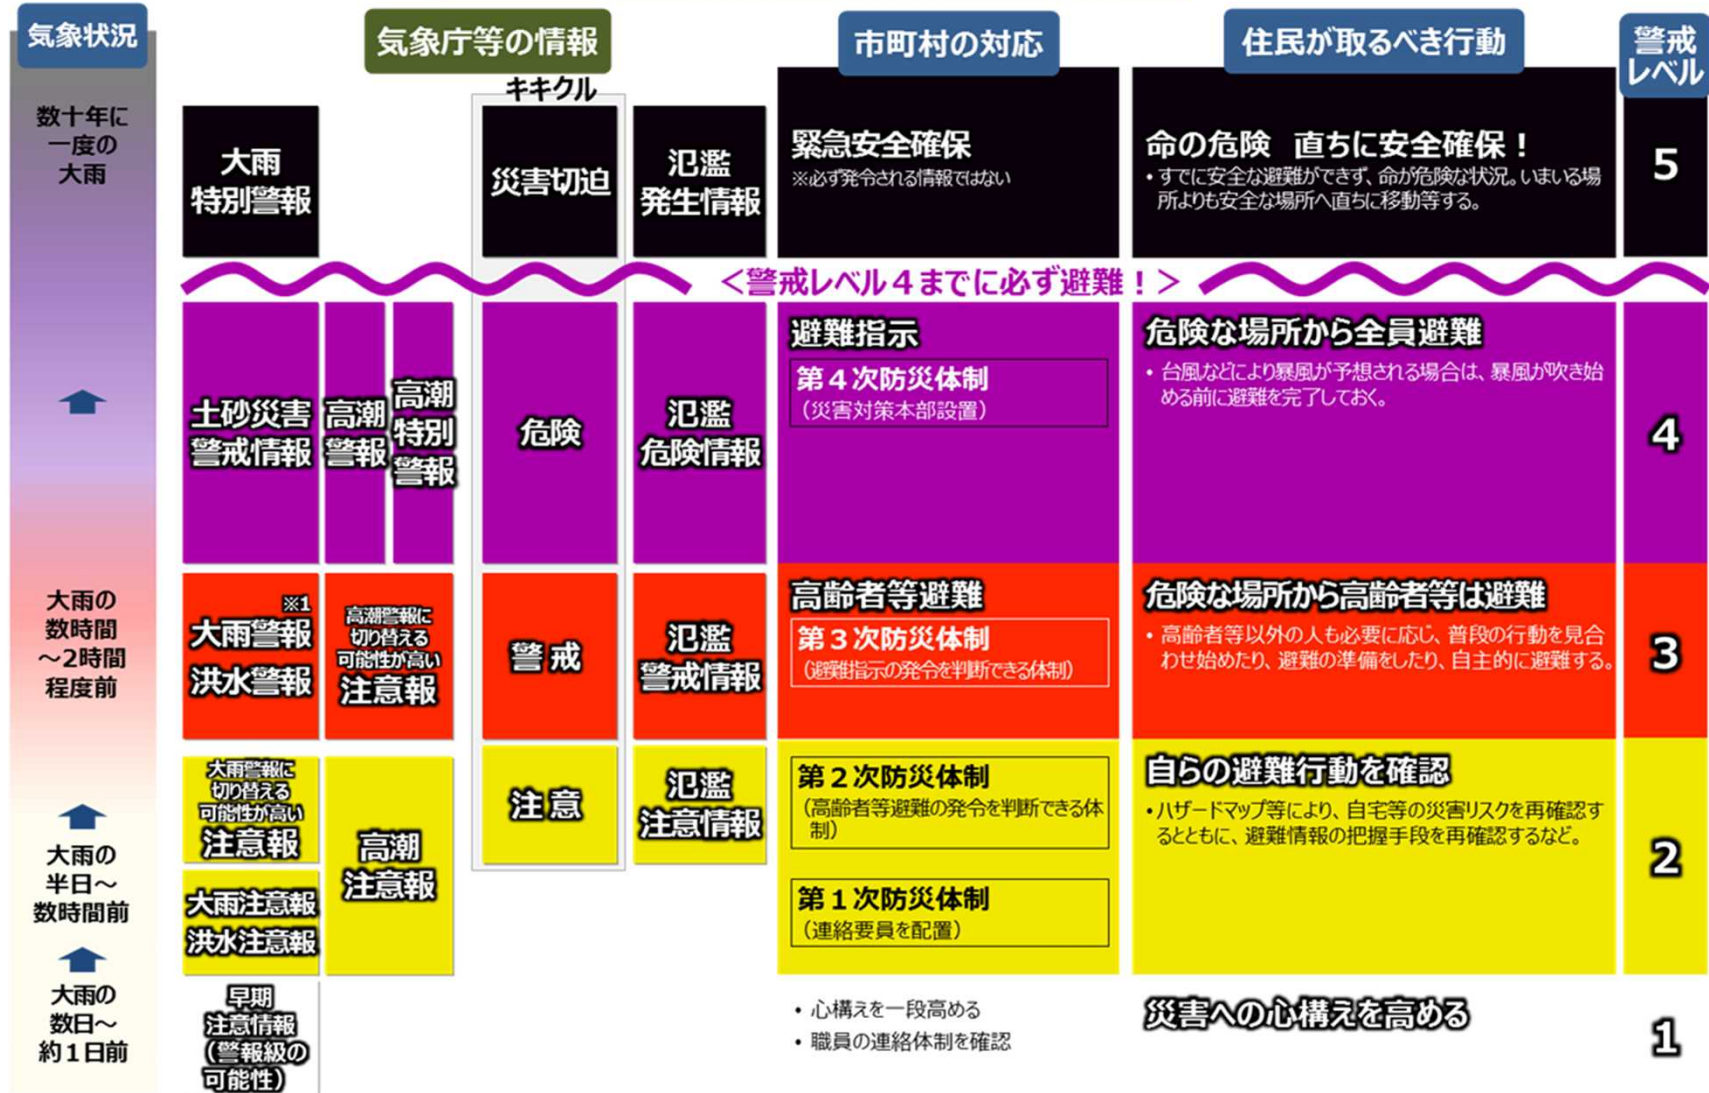 気象状況
気象庁等の情報
市町村の対応
住民が取るべき行動
警戒
レベル
キキクル
数十年に
一度の
大雨
大雨
特別警報
災害切迫
氾濫
発生情報
緊急安全確保
※必ず発令される情報ではない
命の危険 直ちに安全確保！
・すでに安全な避難ができず、命が危険な状況。いまいる場
所よりも安全な場所へ直ちに移動等する。
5
＜警戒レベル４までに必ず避難！＞
土砂災害
警戒情報
高潮
警報
高潮
特別
警報
危険
氾濫
危険情報
避難指示
第４次防災体制
（災害対策本部設置）
危険な場所から全員避難
・台風などにより暴風が予想される場合は、暴風が吹き始
める前に避難を完了しておく。
4
大雨の
数時間
～2時間
程度前
※1
大雨警報
洪水警報
高潮警報に
切り替える
可能性が高い
注意報
警戒
氾濫
警戒情報
高齢者等避難
第３次防災体制
（避難指示の発令を判断できる体制）
危険な場所から高齢者等は避難
・高齢者等以外の人も必要に応じ、普段の行動を見合
わせ始めたり、避難の準備をしたり、自主的に避難する。
3
大雨の
半日～
数時間前
大雨警報に
切り替える
可能性が高い
注意報
大雨注意報
洪水注意報
高潮
注意報
注意
氾濫
注意情報
第２次防災体制
（高齢者等避難の発令を判断できる体
制）
第１次防災体制
（連絡要員を配置）
自らの避難行動を確認
・ハザードマップ等により、自宅等の災害リスクを再確認す
るとともに、避難情報の把握手段を再確認するなど。
2
大雨の
数日～
約１日前
早期
注意情報
（警報級の
可能性）
・心構えを一段高める
・職員の連絡体制を確認
災害への心構えを高める
1